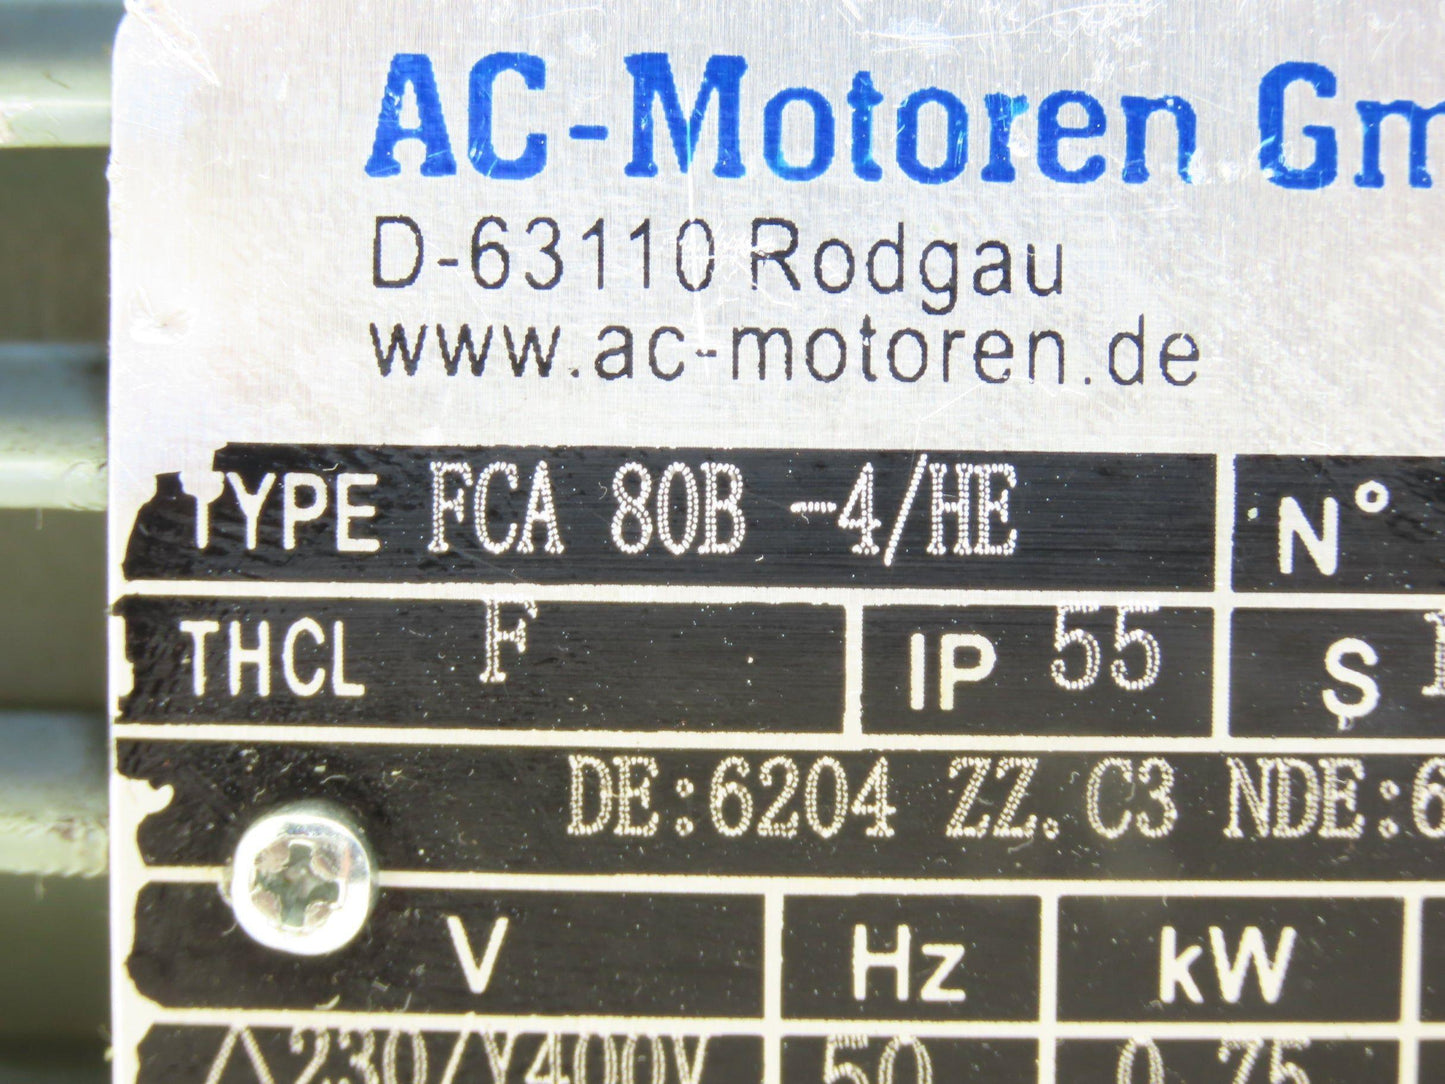 AC-Motoren Gm
D-63110 Rodgau
www.ac-motoren.de
TYPE FCA 80B -4/HE N°
THCL F IP 55 Ş
DE:6204 ZZ. C3 NDE:6
V Hz kW
△230/Y400V 50 0.75